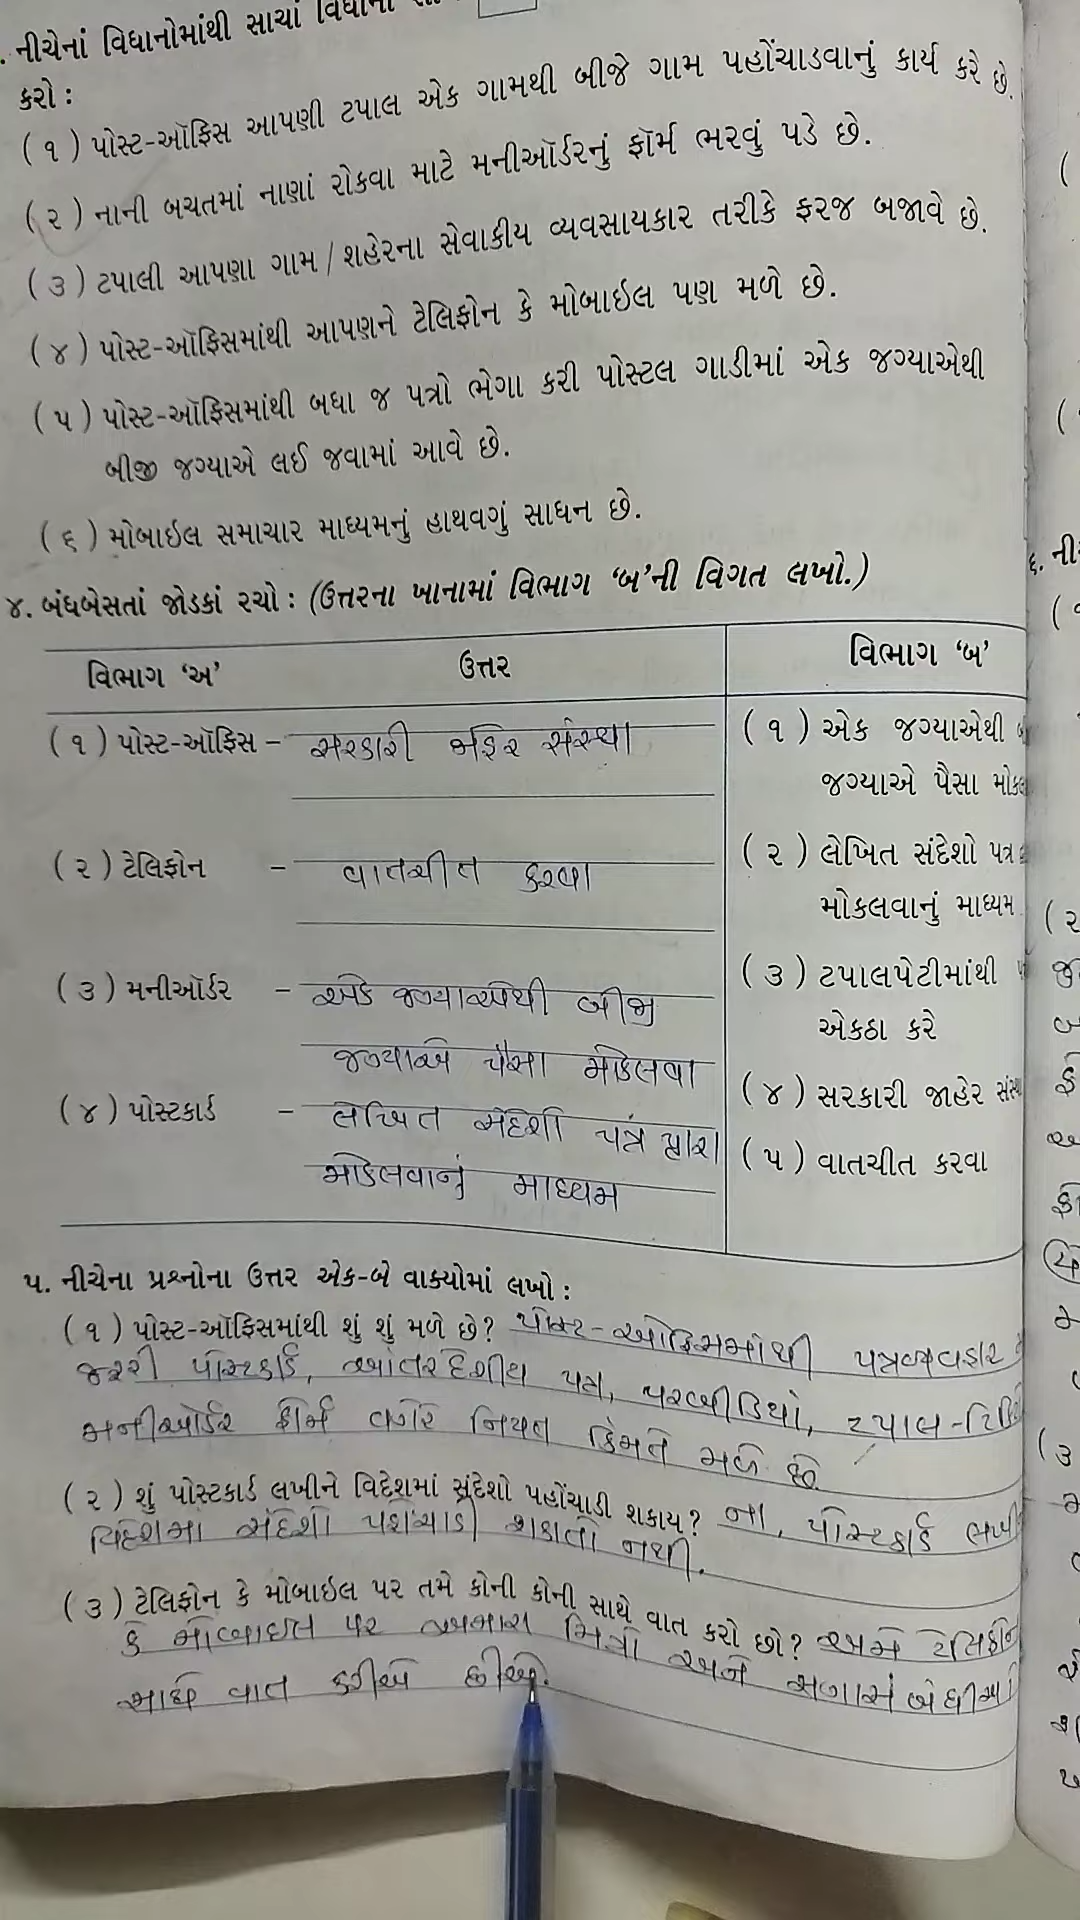 . નીચેનાં વિધાનોમાંથી સાચાં વિધાનો
કરો :
(૧) પોસ્ટ-ઑફિસ આપણી ટપાલ એક ગામથી બીજે ગામ પહોંચાડવાનું કાર્ય કરે છે.
(૨) નાની બચતમાં નાણાં રોકવા માટે મનીઑર્ડરનું ફૉર્મ ભરવું પડે છે.
(૩) ટપાલી આપણા ગામ / શહેરના સેવાકીય વ્યવસાયકાર તરીકે ફરજ બજાવે છે.
(૪) પોસ્ટ-ઑફિસમાંથી આપણને ટેલિફોન કે મોબાઇલ પણ મળે છે.
(૫) પોસ્ટ-ઑફિસમાંથી બધા જ પત્રો ભેગા કરી પોસ્ટલ ગાડીમાં એક જગ્યાએથી
બીજી જગ્યાએ લઈ જવામાં આવે છે.
(૬) મોબાઇલ સમાચાર માધ્યમનું હાથવગું સાધન છે.
૪. બંધબેસતાં જોડકાં રચો : (ઉત્તરના ખાનામાં વિભાગ ‘બ’ની વિગત લખો.)
વિભાગ ‘અ’ ઉત્તર વિભાગ ‘બ’
(૧) પોસ્ટ-ઑફિસ – સરકારી જાહેર સંસ્થા (૧) એક જગ્યાએથી
જગ્યાએ પૈસા
(૨) ટેલિફોન – વાતચીત કરવા (૨) લેખિત સંદેશો પત્ર
મોકલવાનું માધ્યમ
(૩) મનીઑર્ડર – એક જગ્યાએથી બીજી (૩) ટપાલપેટીમાંથી
જગ્યાએ પૈસા મોકલવા એકઠા કરે
(૪) પોસ્ટકાર્ડ – લેખિત સંદેશો પત્ર દ્વારા (૪) સરકારી જાહેર
મોકલવાનું માધ્યમ (૫) વાતચીત કરવા
૫. નીચેના પ્રશ્નોના ઉત્તર એક-બે વાક્યોમાં લખો :
(૧) પોસ્ટ-ઑફિસમાંથી શું શું મળે છે? પોસ્ટ-ઓફિસમાંથી પત્રવ્યવહાર
જરૂરી પોસ્ટકાર્ડ, આંતરદેશીય પત્ર, પરબીડિયાં, ટપાલ-
મનીઓર્ડર ફોર્મ વગેરે નિયત કિંમતે મળે છે.
(૨) શું પોસ્ટકાર્ડ લખીને વિદેશમાં સંદેશો પહોંચાડી શકાય? ના, પોસ્ટકાર્ડ લખી
વિદેશમાં સંદેશો પહોંચાડી શકાતો નથી.
(૩) ટેલિફોન કે મોબાઇલ પર તમે કોની કોની સાથે વાત કરો છો? અમે ટેલિફોન
કે મોબાઇલ પર અમારા મિત્રો અને સગાસંબંધીઓ
સાથે વાત કરીએ છીએ.